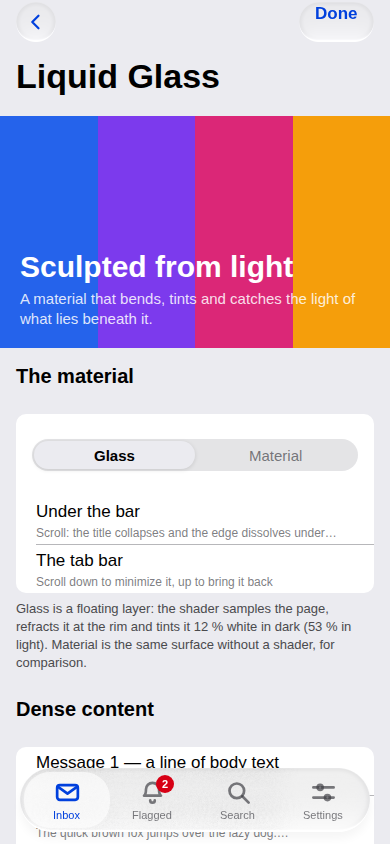 Done
Liquid Glass
Sculpted from light
A material that bends, tints and catches the light of
what lies beneath it.
The material
Glass
Material
Under the bar
Scroll: the title collapses and the edge dissolves under…
The tab bar
Scroll down to minimize it, up to bring it back
Glass is a floating layer: the shader samples the page,
refracts it at the rim and tints it 12 % white in dark (53 % in
light). Material is the same surface without a shader, for
comparison.
Dense content
Message 1 — a line of body text
2
Inbox
Flagged
Search
Settings
The quick brown fox jumps over the lazy dog.…